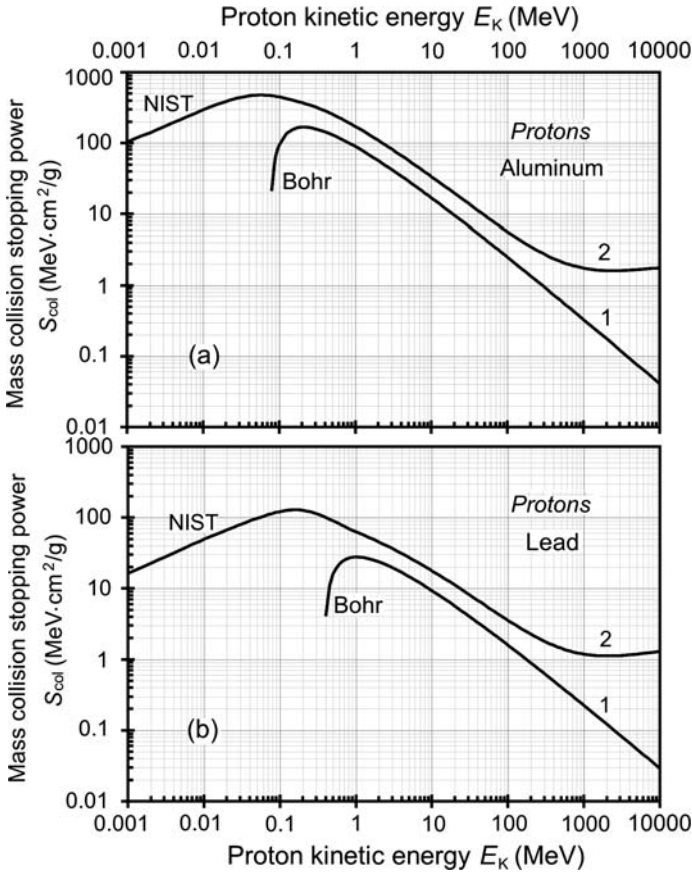 Proton kinetic energy E_K (MeV)
0.001 0.01 0.1 1 10 100 1000 10000
Mass collision stopping power
S_col (MeV·cm²/g)
1000
100
10
1
0.1
0.01
NIST
Bohr
Protons
Aluminum
2
1
(a)
Mass collision stopping power
S_col (MeV·cm²/g)
1000
100
10
1
0.1
0.01
NIST
Bohr
Protons
Lead
2
1
(b)
0.001 0.01 0.1 1 10 100 1000 10000
Proton kinetic energy E_K (MeV)